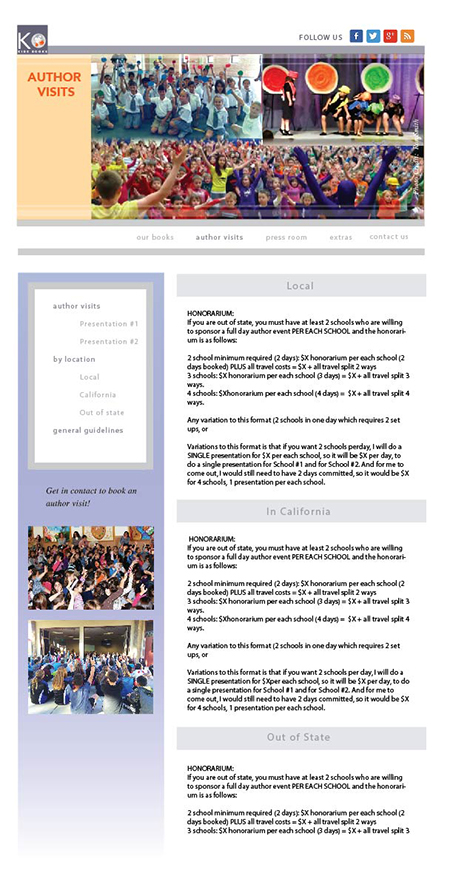 KO
KIDS BOOKS
FOLLOW US
AUTHOR
VISITS
our books author visits press room extras contact us
author visits
Presentation #1
Presentation #2
by location
Local
California
Out of state
general guidelines
Get in contact to book an
author visit!
Local
HONORARIUM:
If you are out of state, you must have at least 2 schools who are willing
to sponsor a full day author event PER EACH SCHOOL and the honorari-
um is as follows:
2 school minimum required (2 days): $X honorarium per each school (2
days booked) PLUS all travel costs = $X + all travel split 2 ways
3 schools: $X honorarium per each school (3 days) = $X + all travel split 3
ways.
4 schools: $Xhonorarium per each school (4 days) = $X + all travel split 4
ways.
Any variation to this format (2 schools in one day which requires 2 set
ups, or
Variations to this format is that if you want 2 schools perday, I will do a
SINGLE presentation for $X per each school, so it will be $X per day, to
do a single presentation for School #1 and for School #2. And for me to
come out, I would still need to have 2 days committed, so it would be $X
for 4 schools, 1 presentation per each school.
In California
HONORARIUM:
If you are out of state, you must have at least 2 schools who are willing
to sponsor a full day author event PER EACH SCHOOL and the honorari-
um is as follows:
2 school minimum required (2 days): $X honorarium per each school (2
days booked) PLUS all travel costs = $X + all travel split 2 ways
3 schools: $X honorarium per each school (3 days) = $X + all travel split 3
ways.
4 schools: $Xhonorarium per each school (4 days) = $X + all travel split 4
ways.
Any variation to this format (2 schools in one day which requires 2 set
ups, or
Variations to this format is that if you want 2 schools per day, I will do a
SINGLE presentation for $Xper each school, so it will be $X per day, to do
a single presentation for School #1 and for School #2. And for me to
come out, I would still need to have 2 days committed, so it would be $X
for 4 schools, 1 presentation per each school.
Out of State
HONORARIUM:
If you are out of state, you must have at least 2 schools who are willing
to sponsor a full day author event PER EACH SCHOOL and the honorari-
um is as follows:
2 school minimum required (2 days): $X honorarium per each school (2
days booked) PLUS all travel costs = $X + all travel split 2 ways
3 schools: $X honorarium per each school (3 days) = $X + all travel split 3